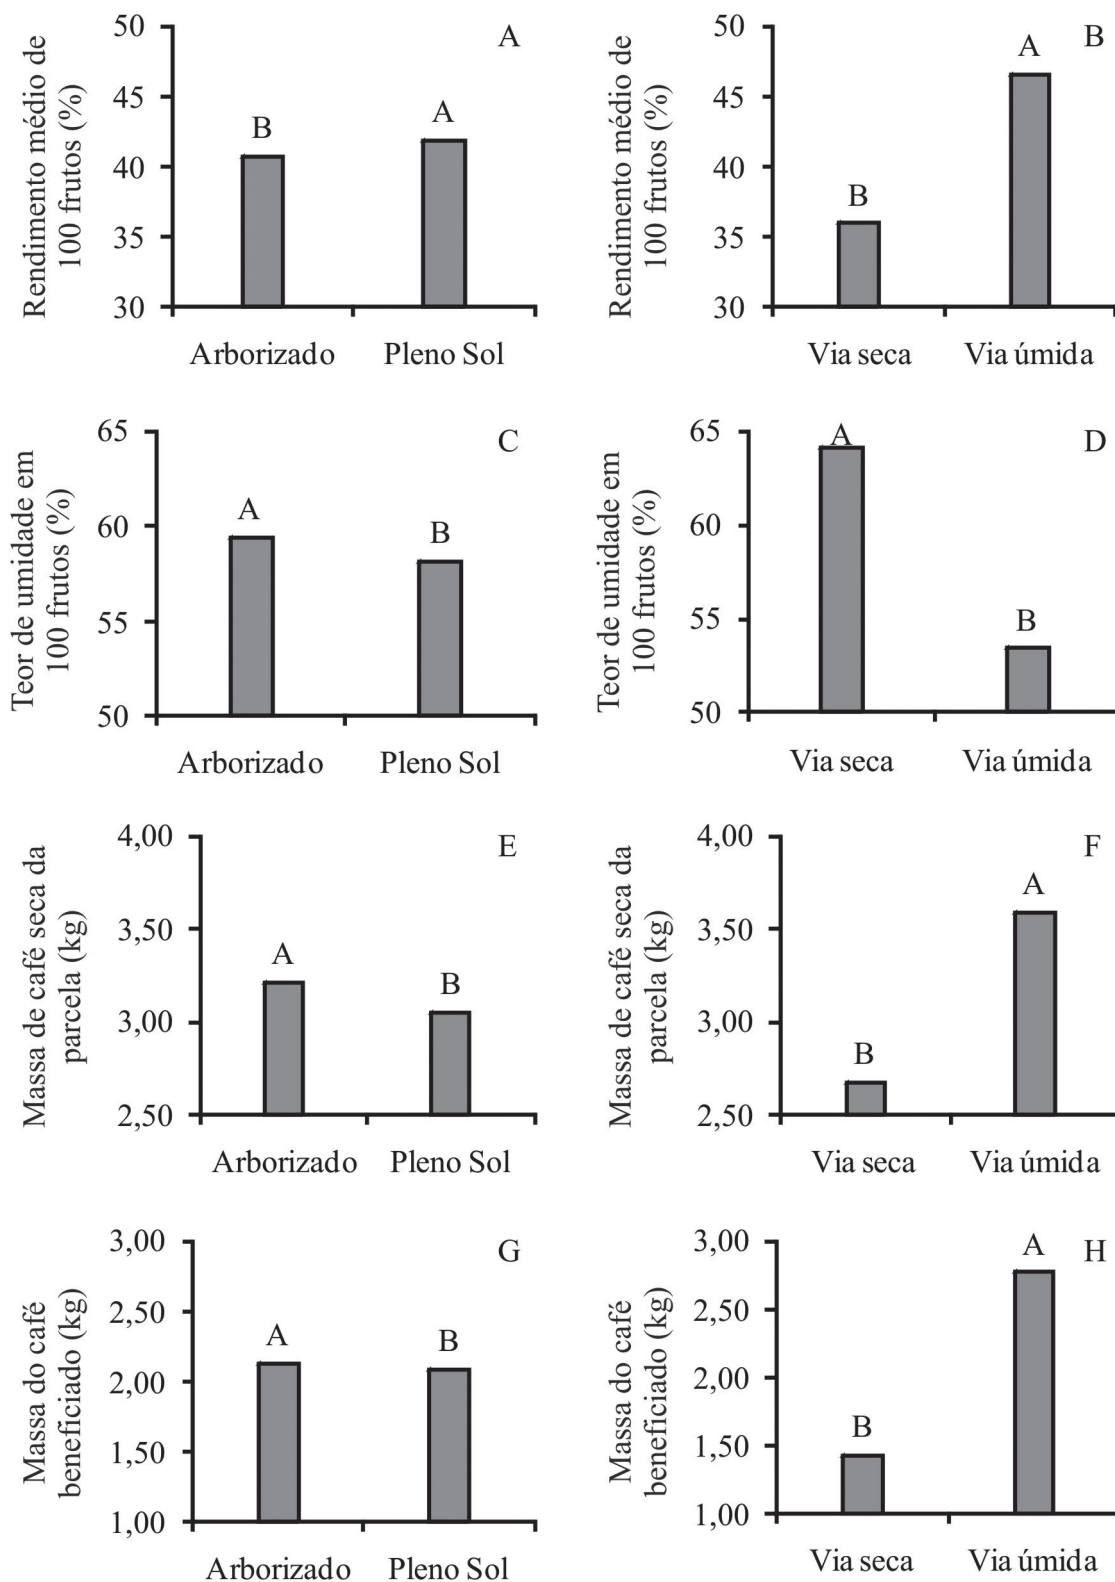 Rendimento médio de
100 frutos (%)
50
45
40
35
30
A
B
A
Arborizado
Pleno Sol
Rendimento médio de
100 frutos (%)
50
45
40
35
30
B
B
A
Via seca
Via úmida
Teor de umidade em
100 frutos (%)
65
60
55
50
C
A
B
Arborizado
Pleno Sol
Teor de umidade em
100 frutos (%)
65
60
55
50
D
A
B
Via seca
Via úmida
Massa de café seca da
parcela (kg)
4,00
3,50
3,00
2,50
E
A
B
Arborizado
Pleno Sol
Massa de café seca da
parcela (kg)
4,00
3,50
3,00
2,50
F
B
A
Via seca
Via úmida
Massa do café
beneficiado (kg)
3,00
2,50
2,00
1,50
1,00
G
A
B
Arborizado
Pleno Sol
Massa do café
beneficiado (kg)
3,00
2,50
2,00
1,50
1,00
H
B
A
Via seca
Via úmida